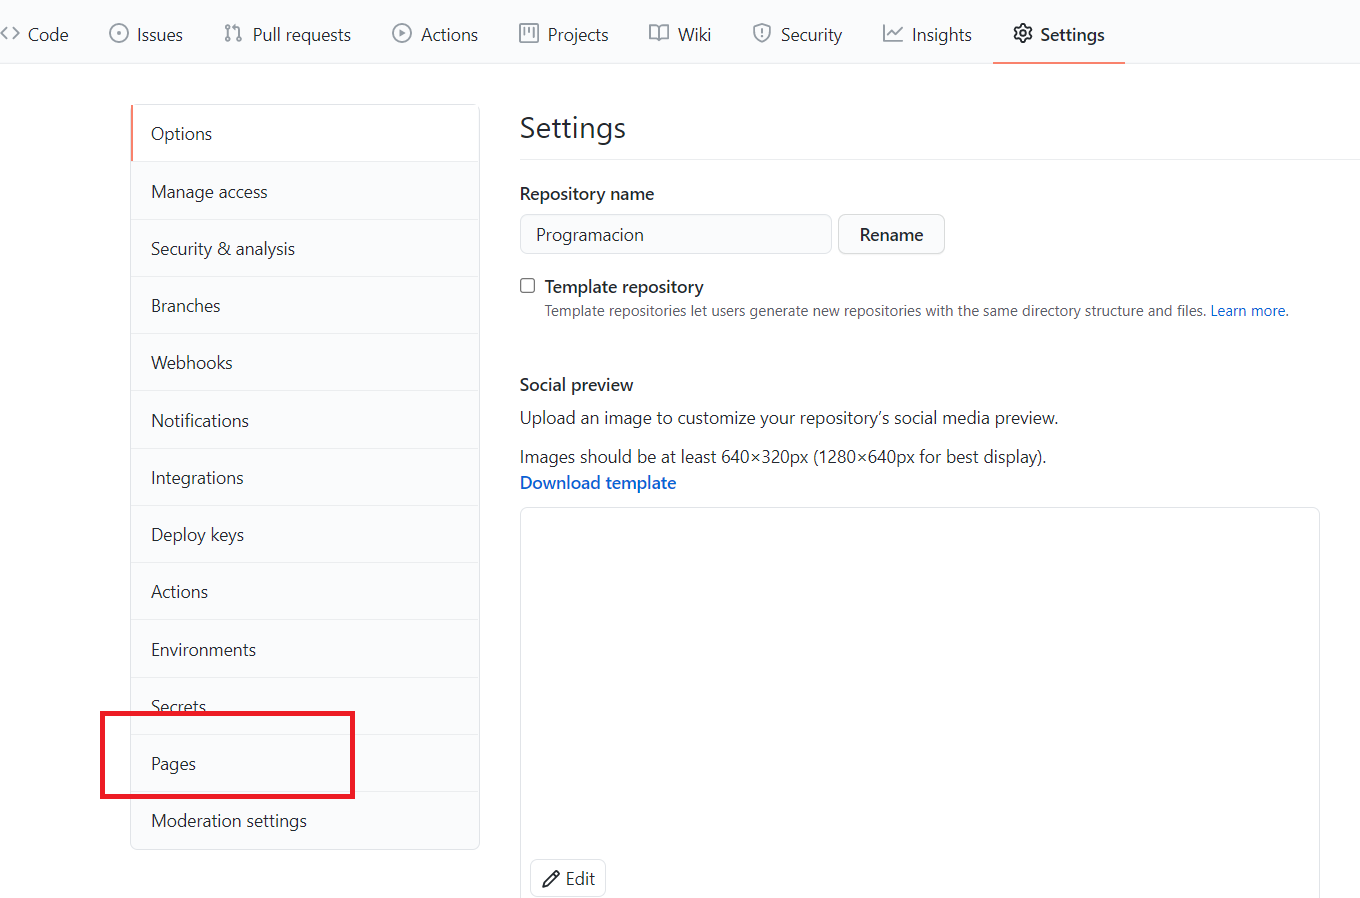 Code Issues Pull requests Actions Projects Wiki Security Insights Settings
Options
Manage access
Security & analysis
Branches
Webhooks
Notifications
Integrations
Deploy keys
Actions
Environments
Secrets
Pages
Moderation settings
Settings
Repository name
Programacion Rename
Template repository
Template repositories let users generate new repositories with the same directory structure and files. Learn more.
Social preview
Upload an image to customize your repository’s social media preview.
Images should be at least 640×320px (1280×640px for best display).
Download template
Edit